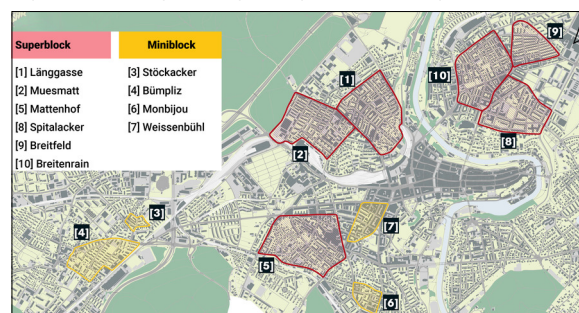 Superblock
Miniblock
[1] Länggasse
[3] Stöckacker
[2] Muesmatt
[4] Bümpliz
[5] Mattenhof
[6] Monbijou
[8] Spitalacker
[7] Weissenbühl
[9] Breitfeld
[10] Breitenrain
[9]
[1]
[10]
[8]
[2]
[3]
[4]
[7]
[5]
[6]